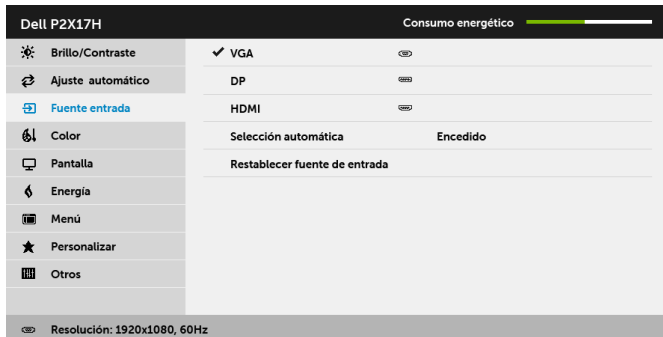 Dell P2X17H
Consumo energético
Brillo/Contraste
VGA
Ajuste automático
DP
Fuente entrada
HDMI
Color
Selección automática Encedido
Pantalla
Restablecer fuente de entrada
Energía
Menú
Personalizar
Otros
Resolución: 1920x1080, 60Hz